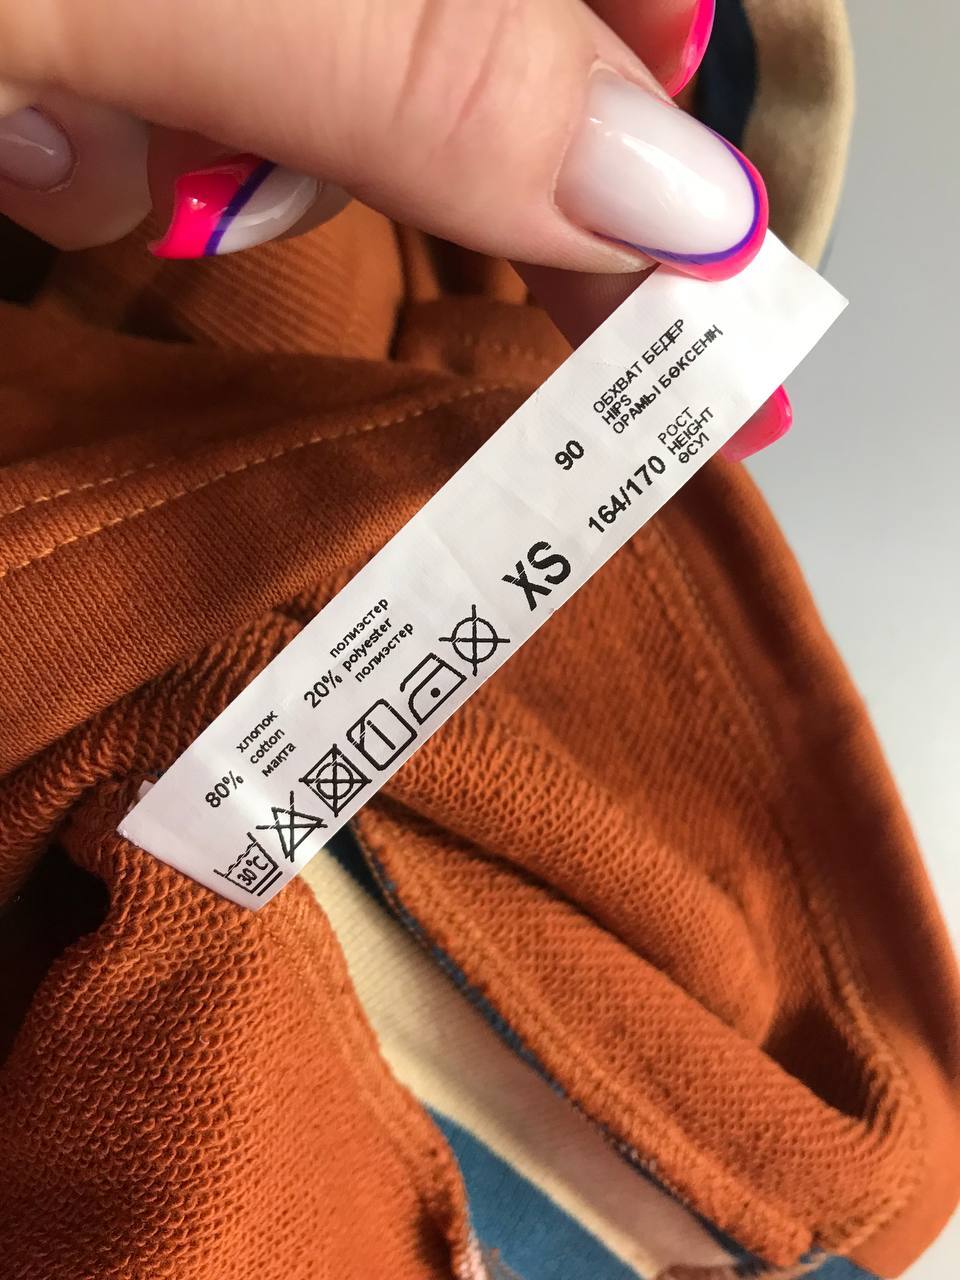 80%
хлопок
cotton
мақта
20%
полиэстер
polyester
полиэстер
30°C
XS
90
ОБХВАТ БЕДЕР
HIPS
ОРАМЫ БӨКСЕНІҢ
164/170
РОСТ
HEIGHT
ӨСУІ